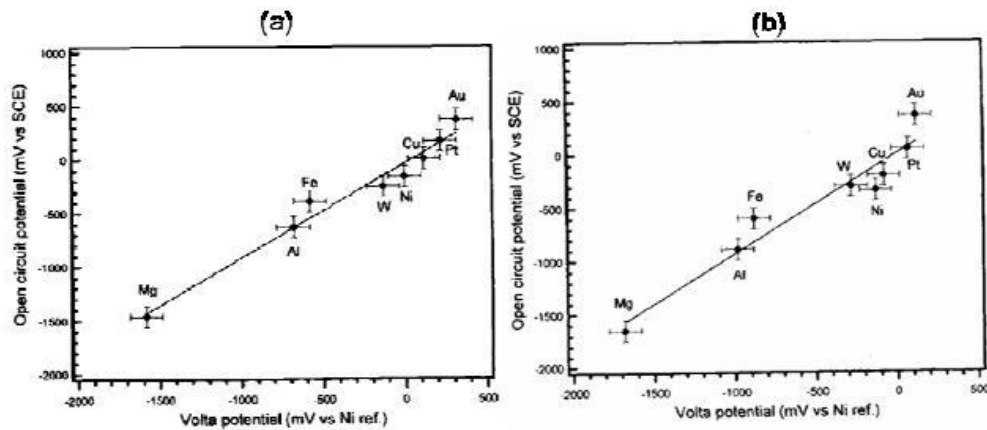 (a)
Open circuit potential (mV vs SCE)
1000
500
0
-500
-1000
-1500
-2000
Au
Cu
Pt
Fe
W
Ni
Al
Mg
-2000
-1500
-1000
-500
0
500
Volta potential (mV vs Ni ref.)
(b)
Open circuit potential (mV vs SCE)
1000
500
0
-500
-1000
-1500
-2000
Au
Cu
W
Pt
Fe
Ni
Al
Mg
-2000
-1500
-1000
-500
0
500
Volta potential (mV vs Ni ref.)